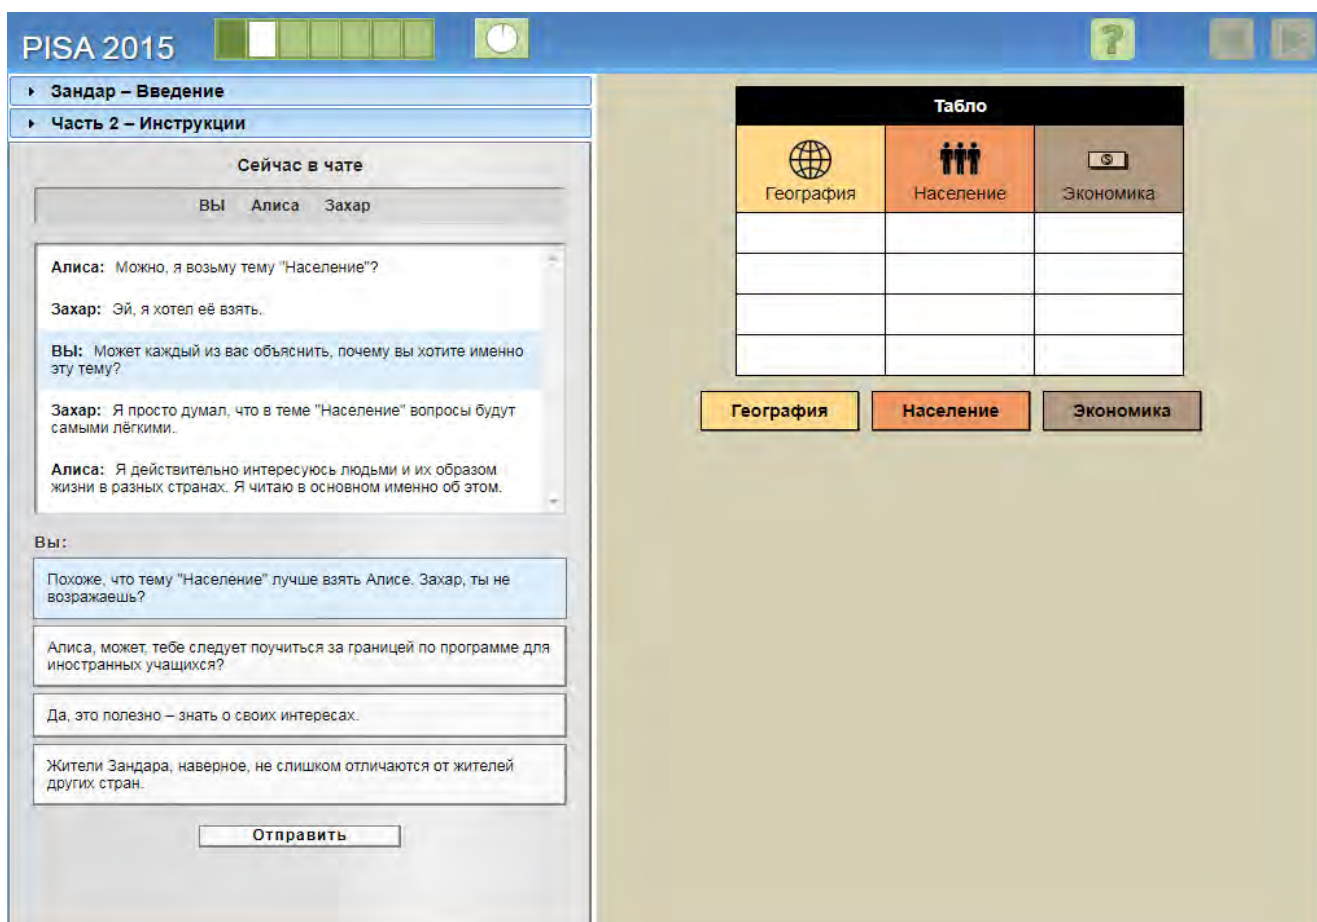 PISA 2015
?
Зандар – Введение
Часть 2 – Инструкции
Сейчас в чате
ВЫ Алиса Захар
Алиса: Можно, я возьму тему "Население"?
Захар: Эй, я хотел её взять.
ВЫ: Может каждый из вас объяснить, почему вы хотите именно
эту тему?
Захар: Я просто думал, что в теме "Население" вопросы будут
самыми лёгкими.
Алиса: Я действительно интересуюсь людьми и их образом
жизни в разных странах. Я читаю в основном именно об этом.
Вы:
Похоже, что тему "Население" лучше взять Алисе. Захар, ты не
возражаешь?
Алиса, может, тебе следует поучиться за границей по программе для
иностранных учащихся?
Да, это полезно – знать о своих интересах.
Жители Зандара, наверное, не слишком отличаются от жителей
других стран.
Отправить
Табло
$
География Население Экономика
География Население Экономика